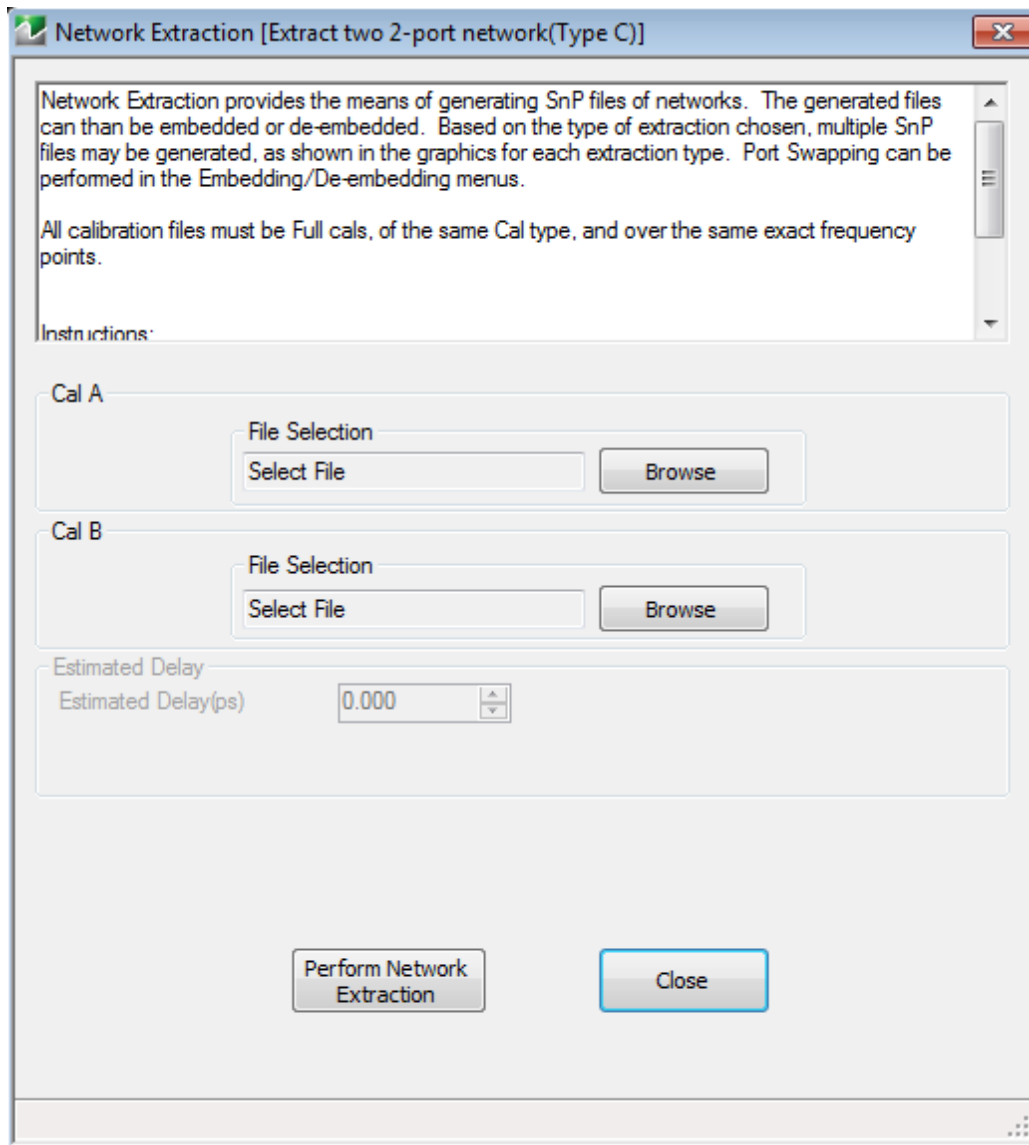 Network Extraction [Extract two 2-port network(Type C)]
Network Extraction provides the means of generating SnP files of networks.  The generated files
can than be embedded or de-embedded.  Based on the type of extraction chosen, multiple SnP
files may be generated, as shown in the graphics for each extraction type.  Port Swapping can be
performed in the Embedding/De-embedding menus.
All calibration files must be Full cals, of the same Cal type, and over the same exact frequency
points.
Instructions:
Cal A
File Selection
Select File
Browse
Cal B
File Selection
Select File
Browse
Estimated Delay
Estimated Delay(ps)
0.000
Perform Network
Extraction
Close